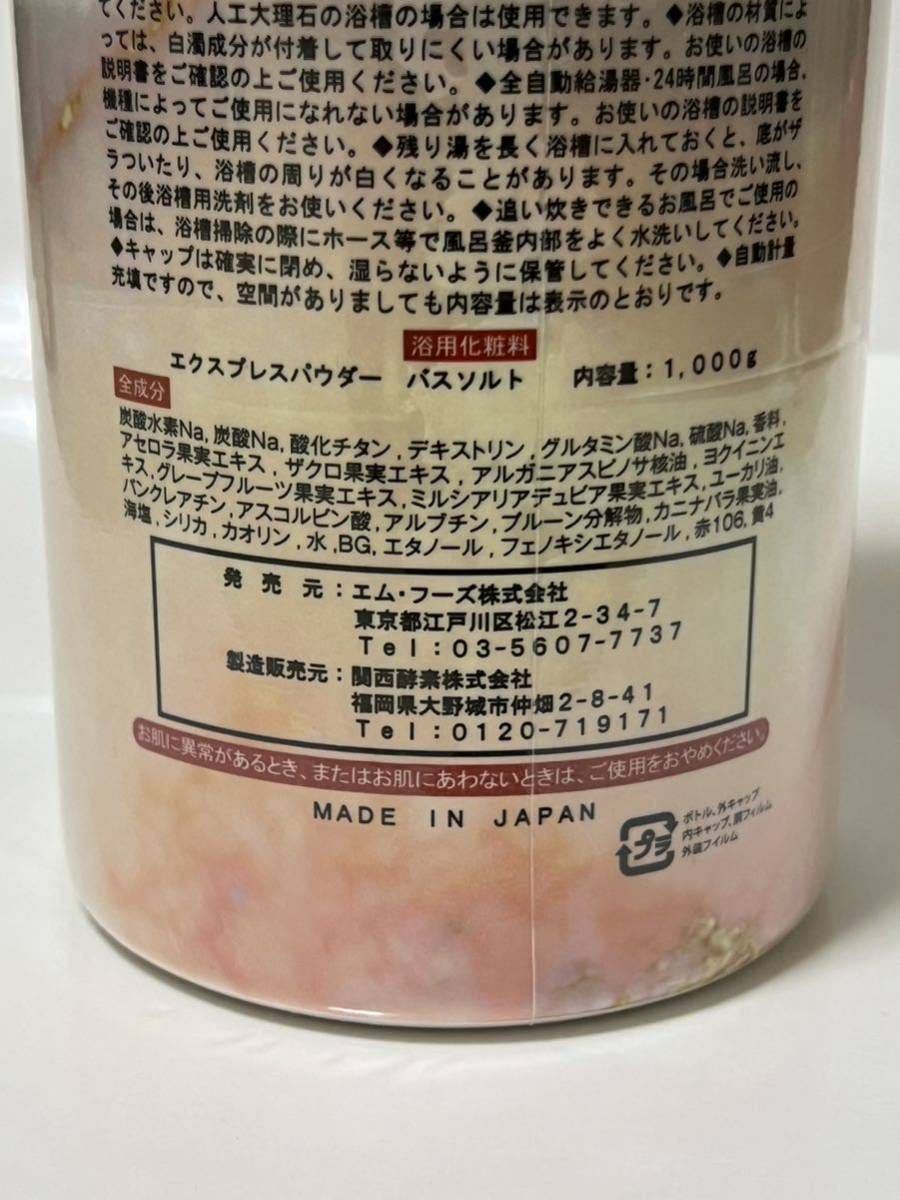 てください。人工大理石の浴槽の場合は使用できます。◆浴槽の材質によ
っては、白濁成分が付着して取りにくい場合があります。お使いの浴槽の
説明書をご確認の上ご使用ください。◆全自動給湯器・24時間風呂の場合、
機種によってご使用になれない場合があります。お使いの浴槽の説明書を
ご確認の上ご使用ください。◆残り湯を長く浴槽に入れておくと、底がザ
ラついたり、浴槽の周りが白くなることがあります。その場合洗い流し、
その後浴槽用洗剤をお使いください。◆追い炊きできるお風呂でご使用の
場合は、浴槽掃除の際にホース等で風呂釜内部をよく水洗いしてください。
◆キャップは確実に閉め、湿らないように保管してください。◆自動計量
充填ですので、空間がありましても内容量は表示のとおりです。
浴用化粧料
エクスプレスパウダー バスソルト 内容量：1,000g
全成分
炭酸水素Na, 炭酸Na, 酸化チタン, デキストリン, グルタミン酸Na, 硫酸Na, 香料,
アセロラ果実エキス, ザクロ果実エキス, アルガニアスピノサ核油, ヨクイニンエ
キス, グレープフルーツ果実エキス, ミルシアリアデュビア果実エキス, ユーカリ油,
パンクレアチン, アスコルビン酸, アルブチン, プルーン分解物, カニナバラ果実油,
海塩, シリカ, カオリン, 水, BG, エタノール, フェノキシエタノール, 赤106, 黄4
発売元：エム・フーズ株式会社
東京都江戸川区松江2-34-7
Tel：03-5607-7737
製造販売元：関西酵素株式会社
福岡県大野城市仲畑2-8-41
Tel：0120-719171
お肌に異常があるとき、またはお肌にあわないときは、ご使用をおやめください。
MADE IN JAPAN
プラ
ボトル、外キャップ
内キャップ、肩フィルム
外装フイルム